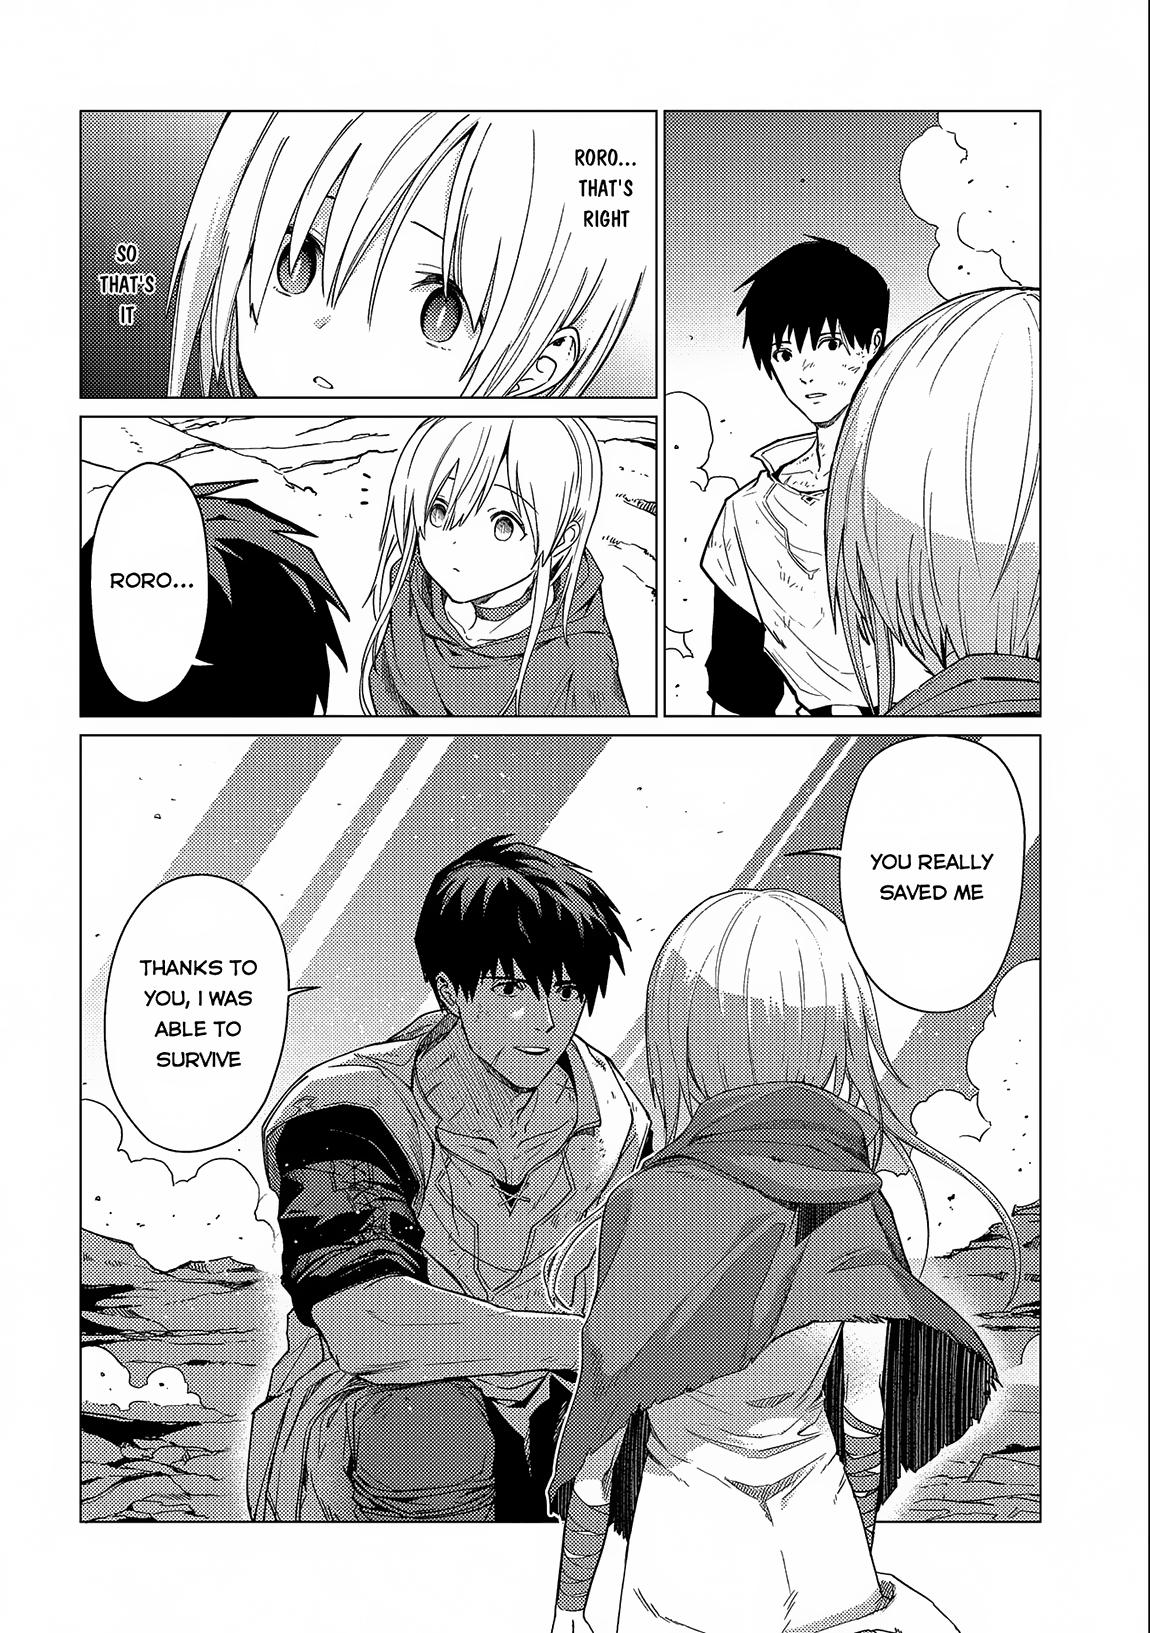 RORO...
THAT'S
RIGHT
SO
THAT'S
IT
RORO...
YOU REALLY
SAVED ME
THANKS TO
YOU, I WAS
ABLE TO
SURVIVE